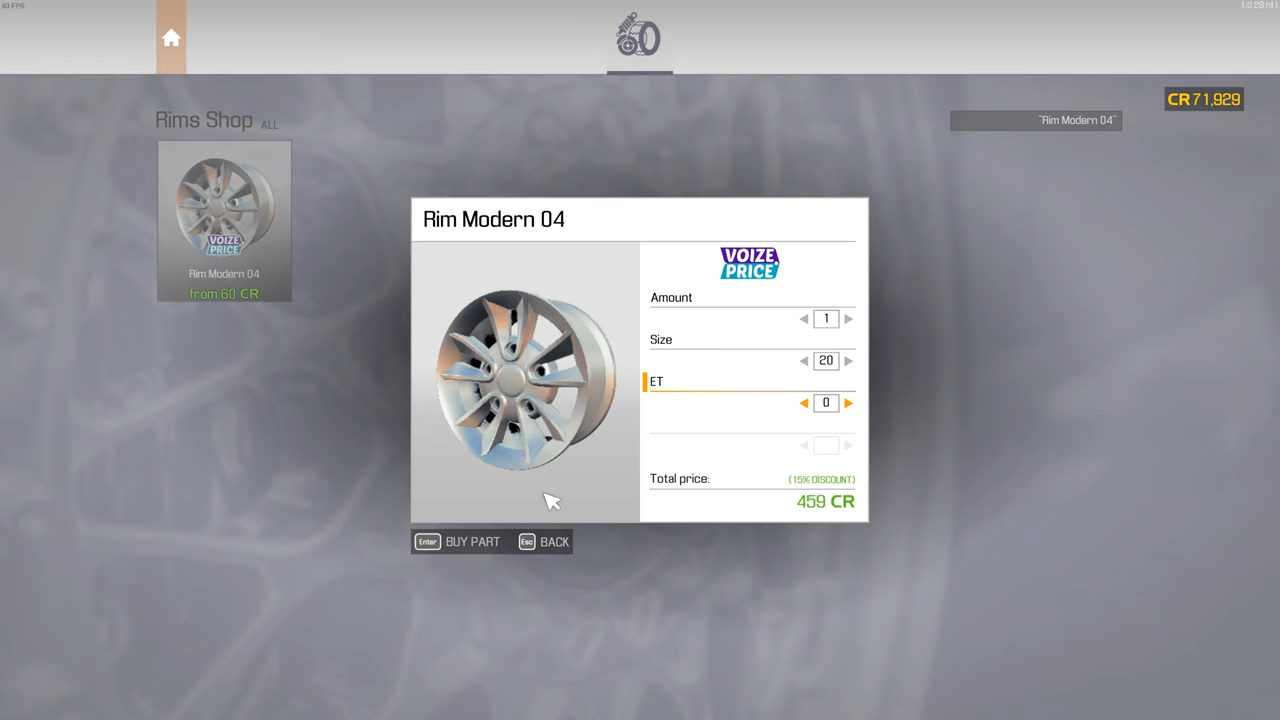 60 FPS
1.0.29.hf1
CR 71,929
Rims Shop ALL
"Rim Modern 04"
VOIZE
PRICE
Rim Modern 04
from 60 CR
Rim Modern 04
VOIZE
PRICE
Amount
1
Size
20
ET
0
Total price:
(15% DISCOUNT)
459 CR
Enter BUY PART
Esc BACK